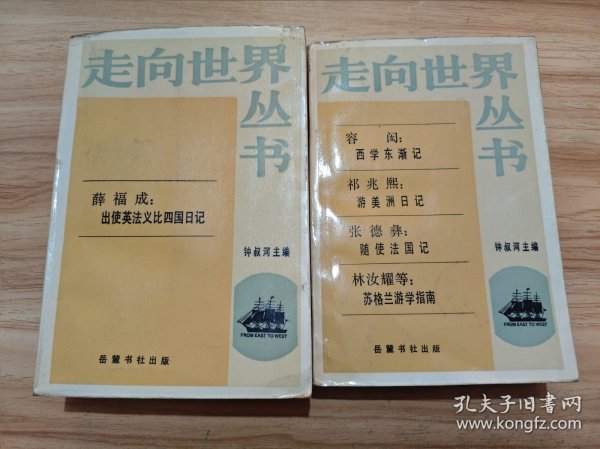 走向世界
丛书
薛福成：
出使英法义比四国日记
钟叔河主编
FROM EAST TO WEST
岳麓书社出版
走向世界
丛书
容闳：
西学东渐记
祁兆熙：
游美洲日记
张德彝：
随使法国记
林汝耀等：
苏格兰游学指南
钟叔河主编
FROM EAST TO WEST
岳麓书社出版
孔夫子旧书网
www.kongfz.com